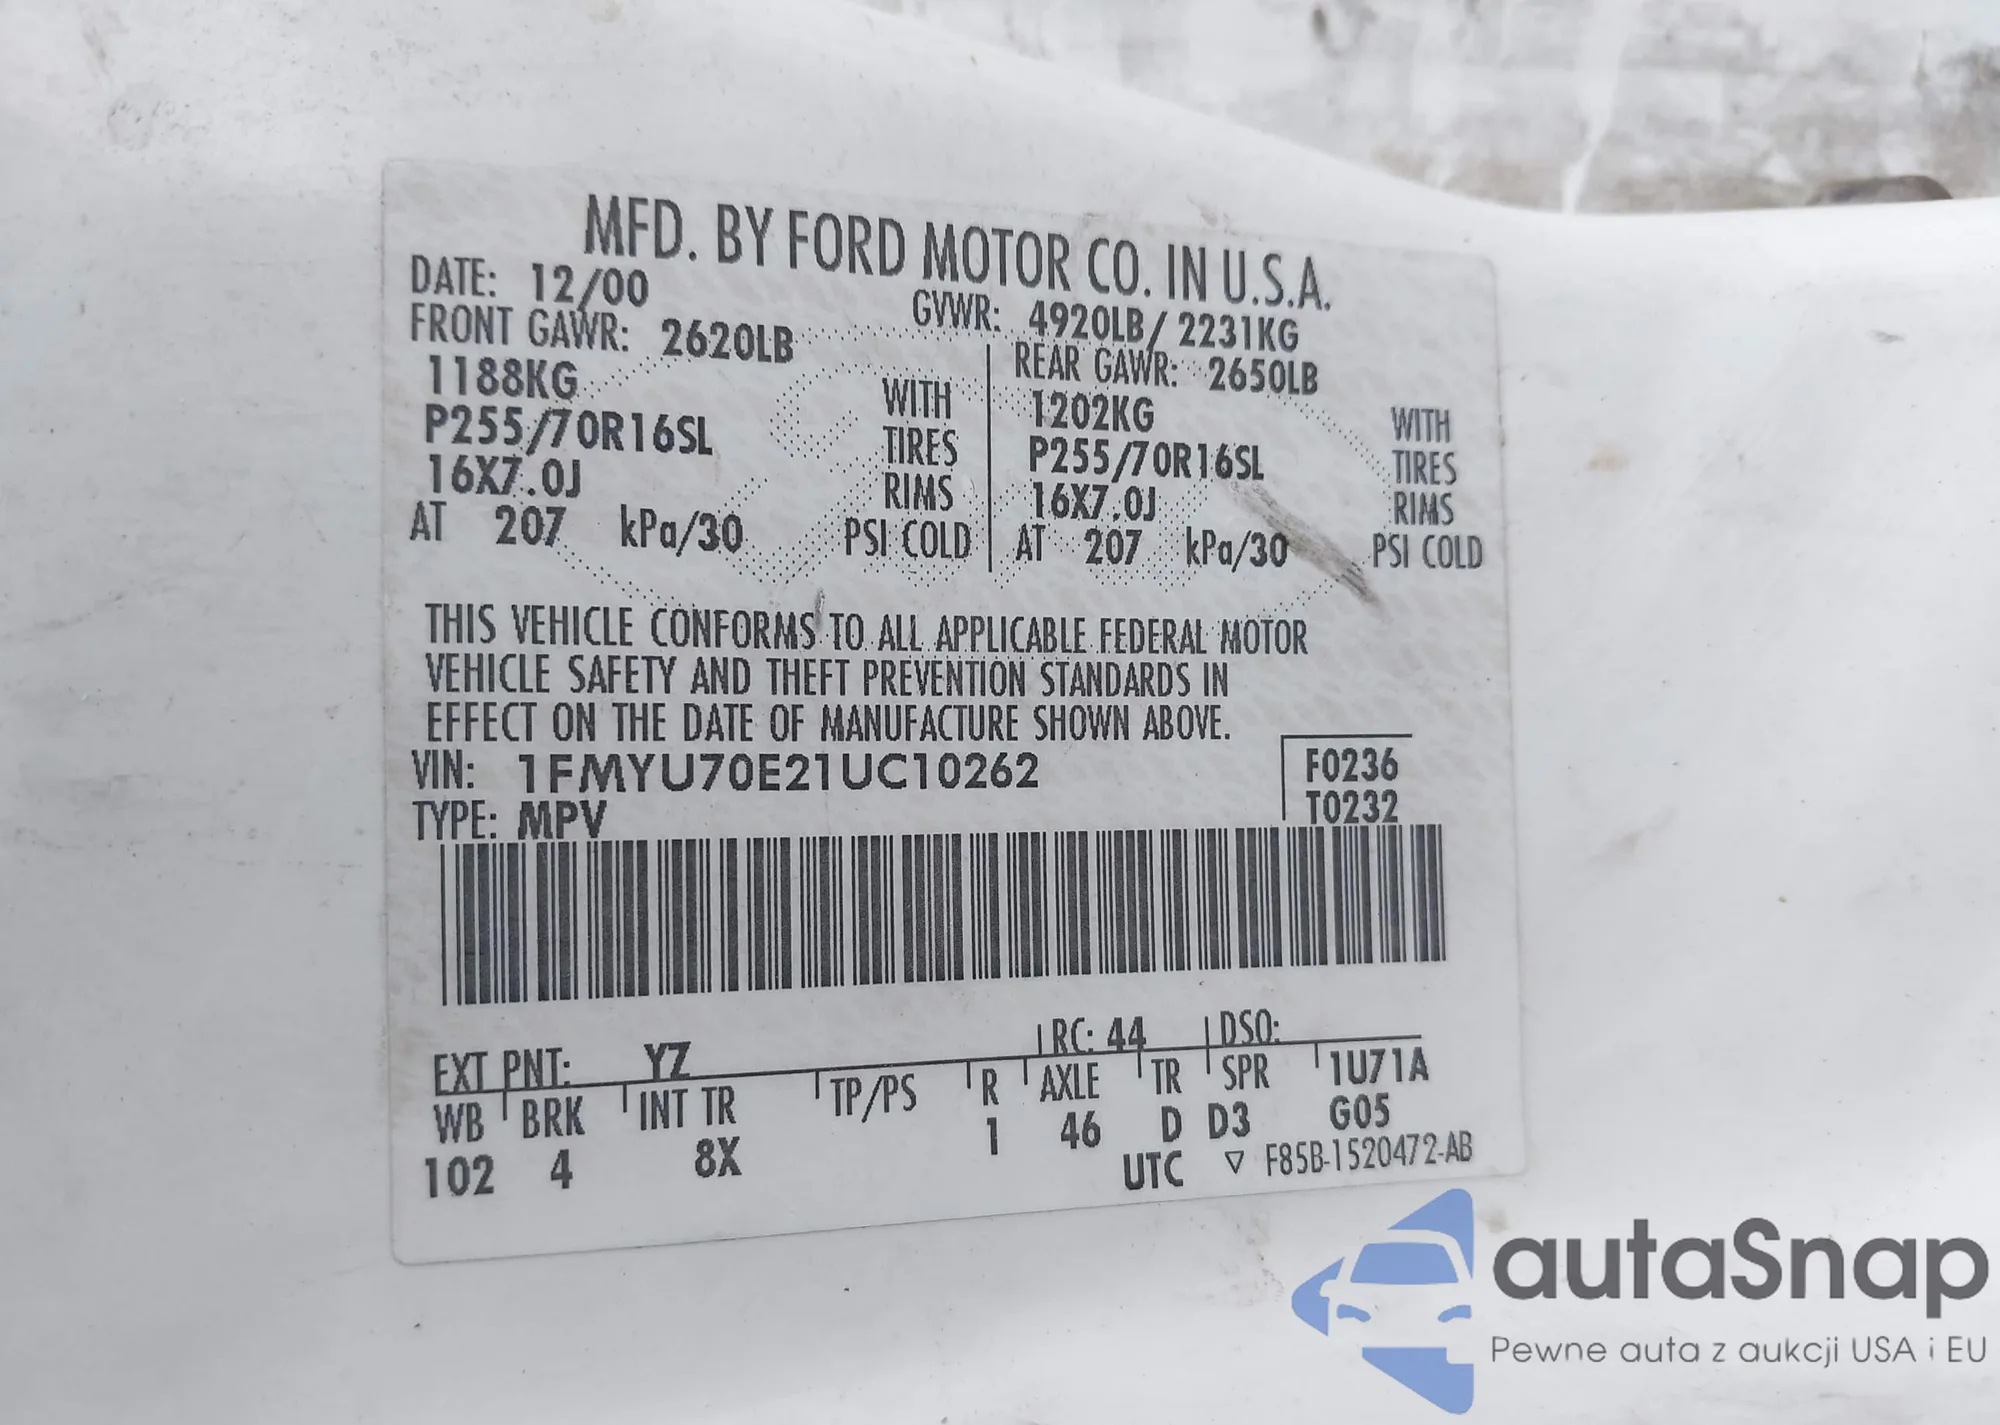 MFD. BY FORD MOTOR CO. IN U.S.A.
DATE: 12/00
GVWR: 4920LB/ 2231KG
FRONT GAWR: 2620LB
1188KG WITH
P255/70R16SL TIRES
16X7.0J RIMS
AT 207 kPa/30 PSI COLD
REAR GAWR: 2650LB
1202KG WITH
P255/70R16SL TIRES
16X7.0J RIMS
AT 207 kPa/30 PSI COLD
THIS VEHICLE CONFORMS TO ALL APPLICABLE FEDERAL MOTOR
VEHICLE SAFETY AND THEFT PREVENTION STANDARDS IN
EFFECT ON THE DATE OF MANUFACTURE SHOWN ABOVE.
VIN: 1FMYU70E21UC10262
F0236
TYPE: MPV
T0232
EXT PNT: YZ RC: 44 DSO:
WB BRK INT TR TP/PS R AXLE TR SPR 1U71A
102 4 8X 1 46 D D3 G05
UTC ▽ F85B-1520472-AB
autaSnap
Pewne auta z aukcji USA i EU